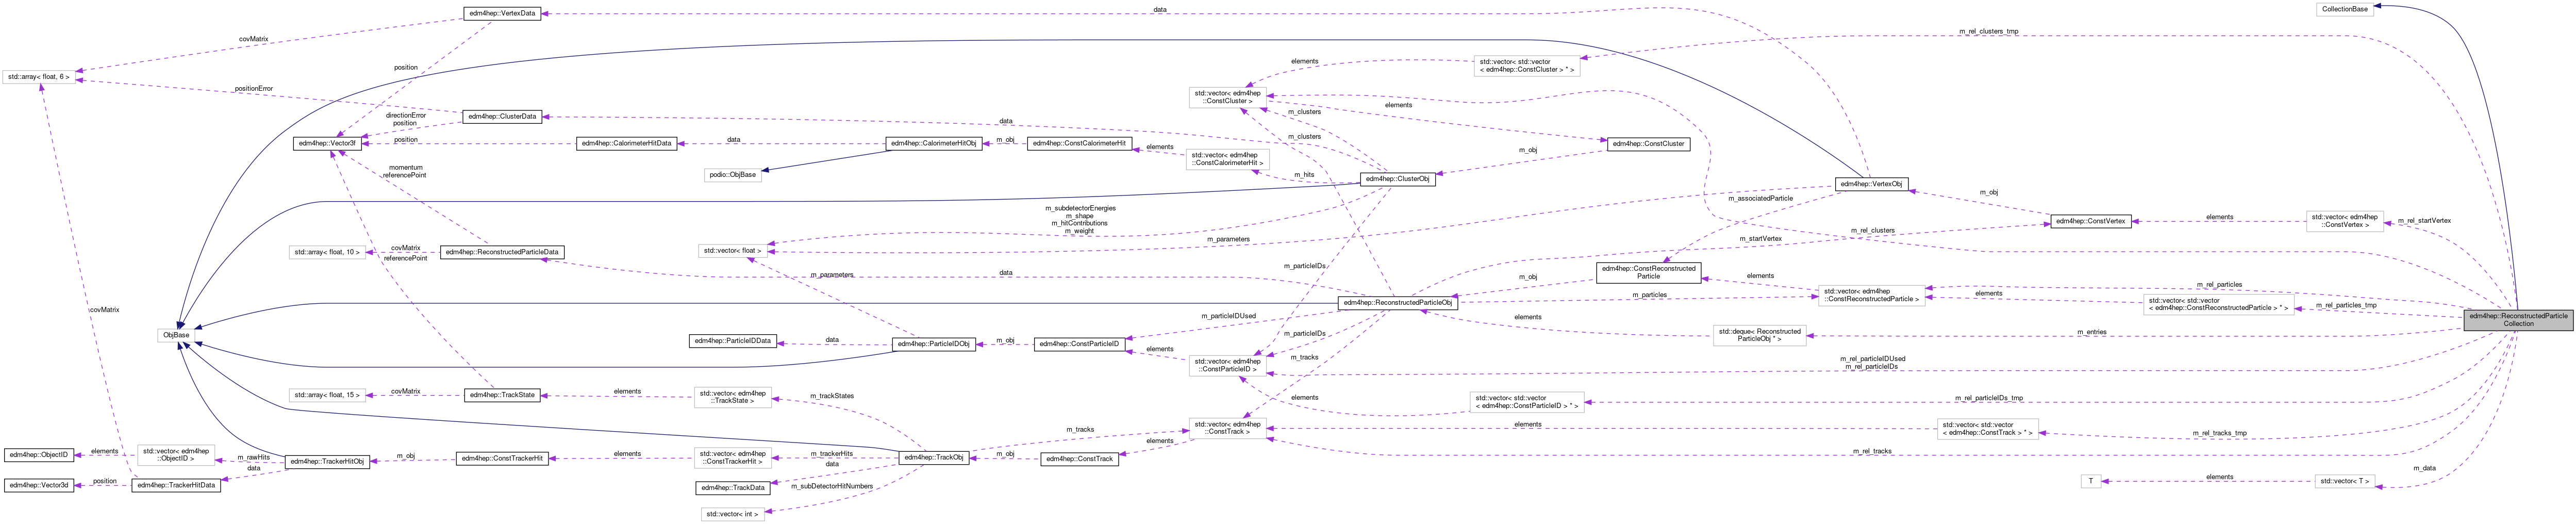 edm4hep::VertexData
data
CollectionBase
covMatrix
position
m_rel_clusters_tmp
std::array< float, 6 >
std::vector< std::vector
< edm4hep::ConstCluster > * >
elements
positionError
std::vector< edm4hep
::ConstCluster >
elements
edm4hep::ClusterData
directionError
position
data
m_clusters
m_clusters
edm4hep::Vector3f
position
edm4hep::CalorimeterHitData
data
edm4hep::CalorimeterHitObj
m_obj
edm4hep::ConstCalorimeterHit
elements
std::vector< edm4hep
::ConstCalorimeterHit >
edm4hep::ConstCluster
m_obj
podio::ObjBase
momentum
referencePoint
m_hits
edm4hep::ClusterObj
edm4hep::VertexObj
m_obj
m_associatedParticle
m_subdetectorEnergies
m_shape
m_hitContributions
m_weight
edm4hep::ConstVertex
elements
std::vector< edm4hep
::ConstVertex >
m_rel_startVertex
std::array< float, 10 >
covMatrix
referencePoint
edm4hep::ReconstructedParticleData
std::vector< float >
m_parameters
m_startVertex
m_rel_clusters
m_parameters
data
m_particleIDs
m_obj
edm4hep::ConstReconstructed
Particle
elements
std::vector< edm4hep
::ConstReconstructedParticle >
m_rel_particles
elements
std::vector< std::vector
< edm4hep::ConstReconstructedParticle > * >
m_rel_particles_tmp
edm4hep::ReconstructedParticleObj
m_particles
covMatrix
m_particleIDUsed
elements
edm4hep::ReconstructedParticle
Collection
ObjBase
edm4hep::ParticleIDData
data
edm4hep::ParticleIDObj
m_obj
edm4hep::ConstParticleID
elements
m_particleIDs
m_tracks
std::deque< Reconstructed
ParticleObj * >
m_entries
std::vector< edm4hep
::ConstParticleID >
m_rel_particleIDUsed
m_rel_particleIDs
std::array< float, 15 >
covMatrix
edm4hep::TrackState
elements
std::vector< edm4hep
::TrackState >
m_trackStates
elements
std::vector< std::vector
< edm4hep::ConstParticleID > * >
m_rel_particleIDs_tmp
m_tracks
std::vector< edm4hep
::ConstTrack >
elements
std::vector< std::vector
< edm4hep::ConstTrack > * >
m_rel_tracks_tmp
elements
edm4hep::ObjectID
elements
std::vector< edm4hep
::ObjectID >
m_rawHits
data
edm4hep::TrackerHitObj
m_obj
edm4hep::ConstTrackerHit
elements
std::vector< edm4hep
::ConstTrackerHit >
m_trackerHits
data
edm4hep::TrackObj
m_obj
edm4hep::ConstTrack
m_rel_tracks
m_data
edm4hep::Vector3d
position
edm4hep::TrackerHitData
edm4hep::TrackData
m_subDetectorHitNumbers
T
elements
std::vector< T >
std::vector< int >